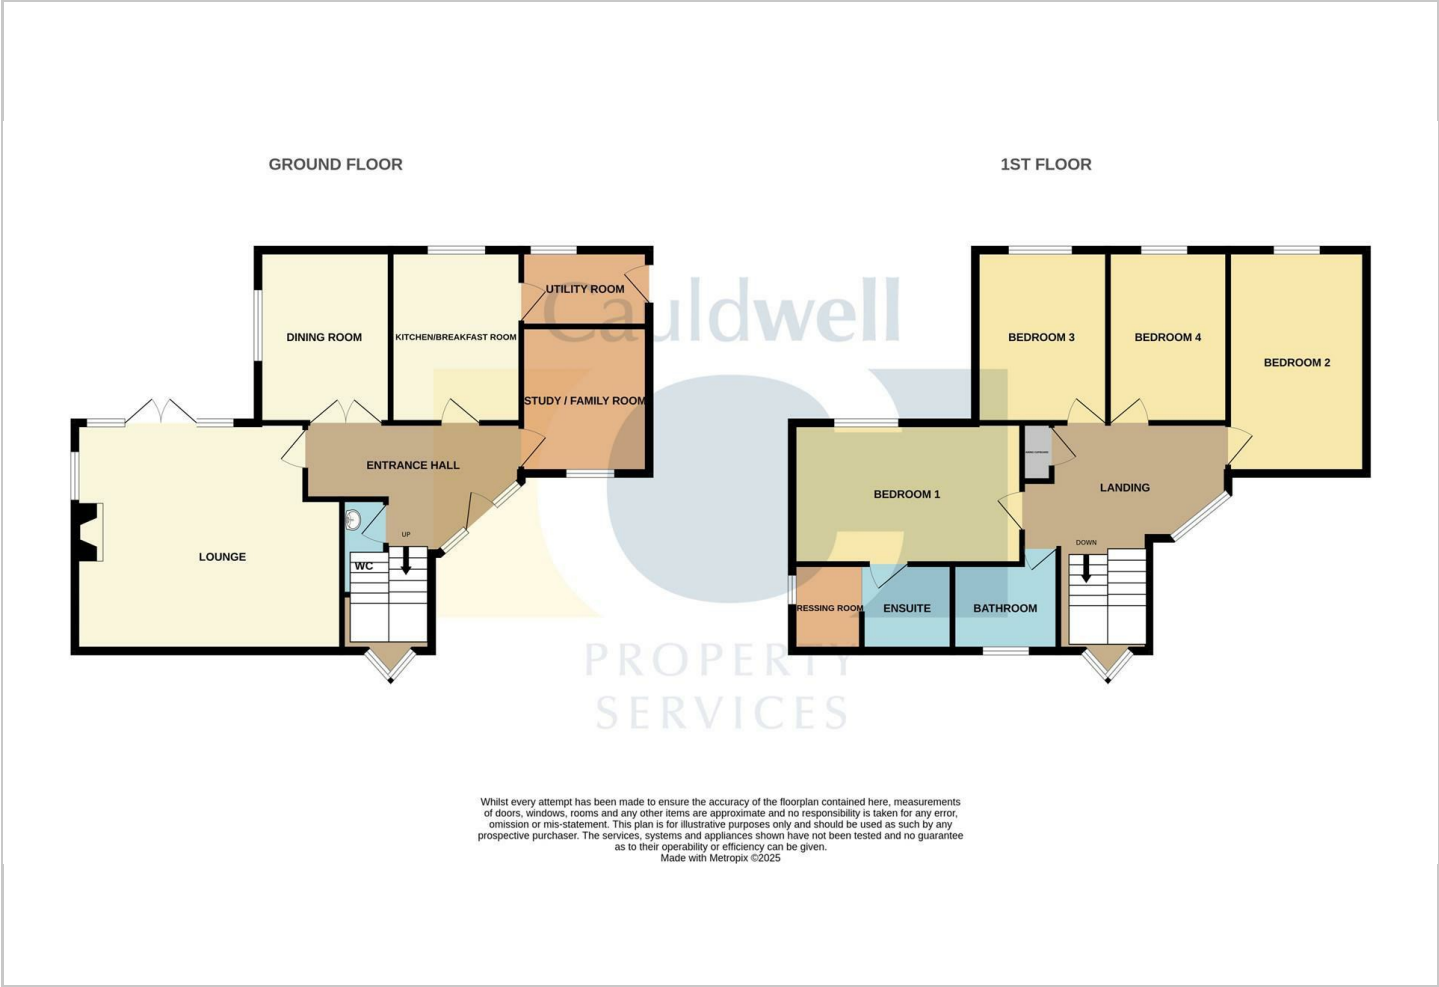 GROUND FLOOR
1ST FLOOR
Cauldwell
PROPERTY
SERVICES
UTILITY ROOM
DINING ROOM
KITCHEN/BREAKFAST ROOM
STUDY / FAMILY ROOM
ENTRANCE HALL
UP
LOUNGE
WC
BEDROOM 3
BEDROOM 4
BEDROOM 2
BEDROOM 1
LANDING
DOWN
RESSING ROOM
ENSUITE
BATHROOM
Whilst every attempt has been made to ensure the accuracy of the floorplan contained here, measurements
of doors, windows, rooms and any other items are approximate and no responsibility is taken for any error,
omission or mis-statement. This plan is for illustrative purposes only and should be used as such by any
prospective purchaser. The services, systems and appliances shown have not been tested and no guarantee
as to their operability or efficiency can be given.
Made with Metropix ©2025